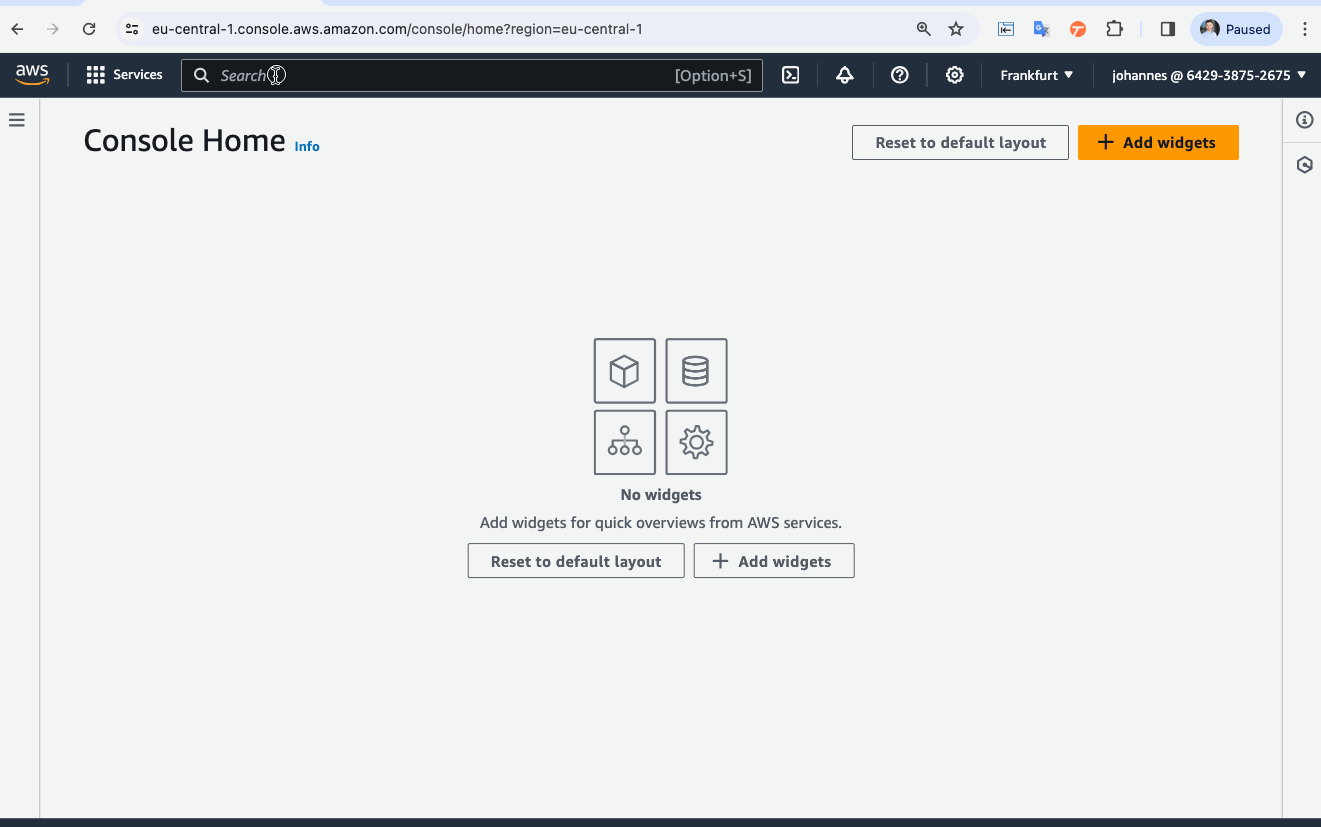 eu-central-1.console.aws.amazon.com/console/home?region=eu-central-1
Paused
aws
Services
Search
[Option+S]
Frankfurt
johannes @ 6429-3875-2675
Console Home
Info
Reset to default layout
Add widgets
No widgets
Add widgets for quick overviews from AWS services.
Reset to default layout
Add widgets